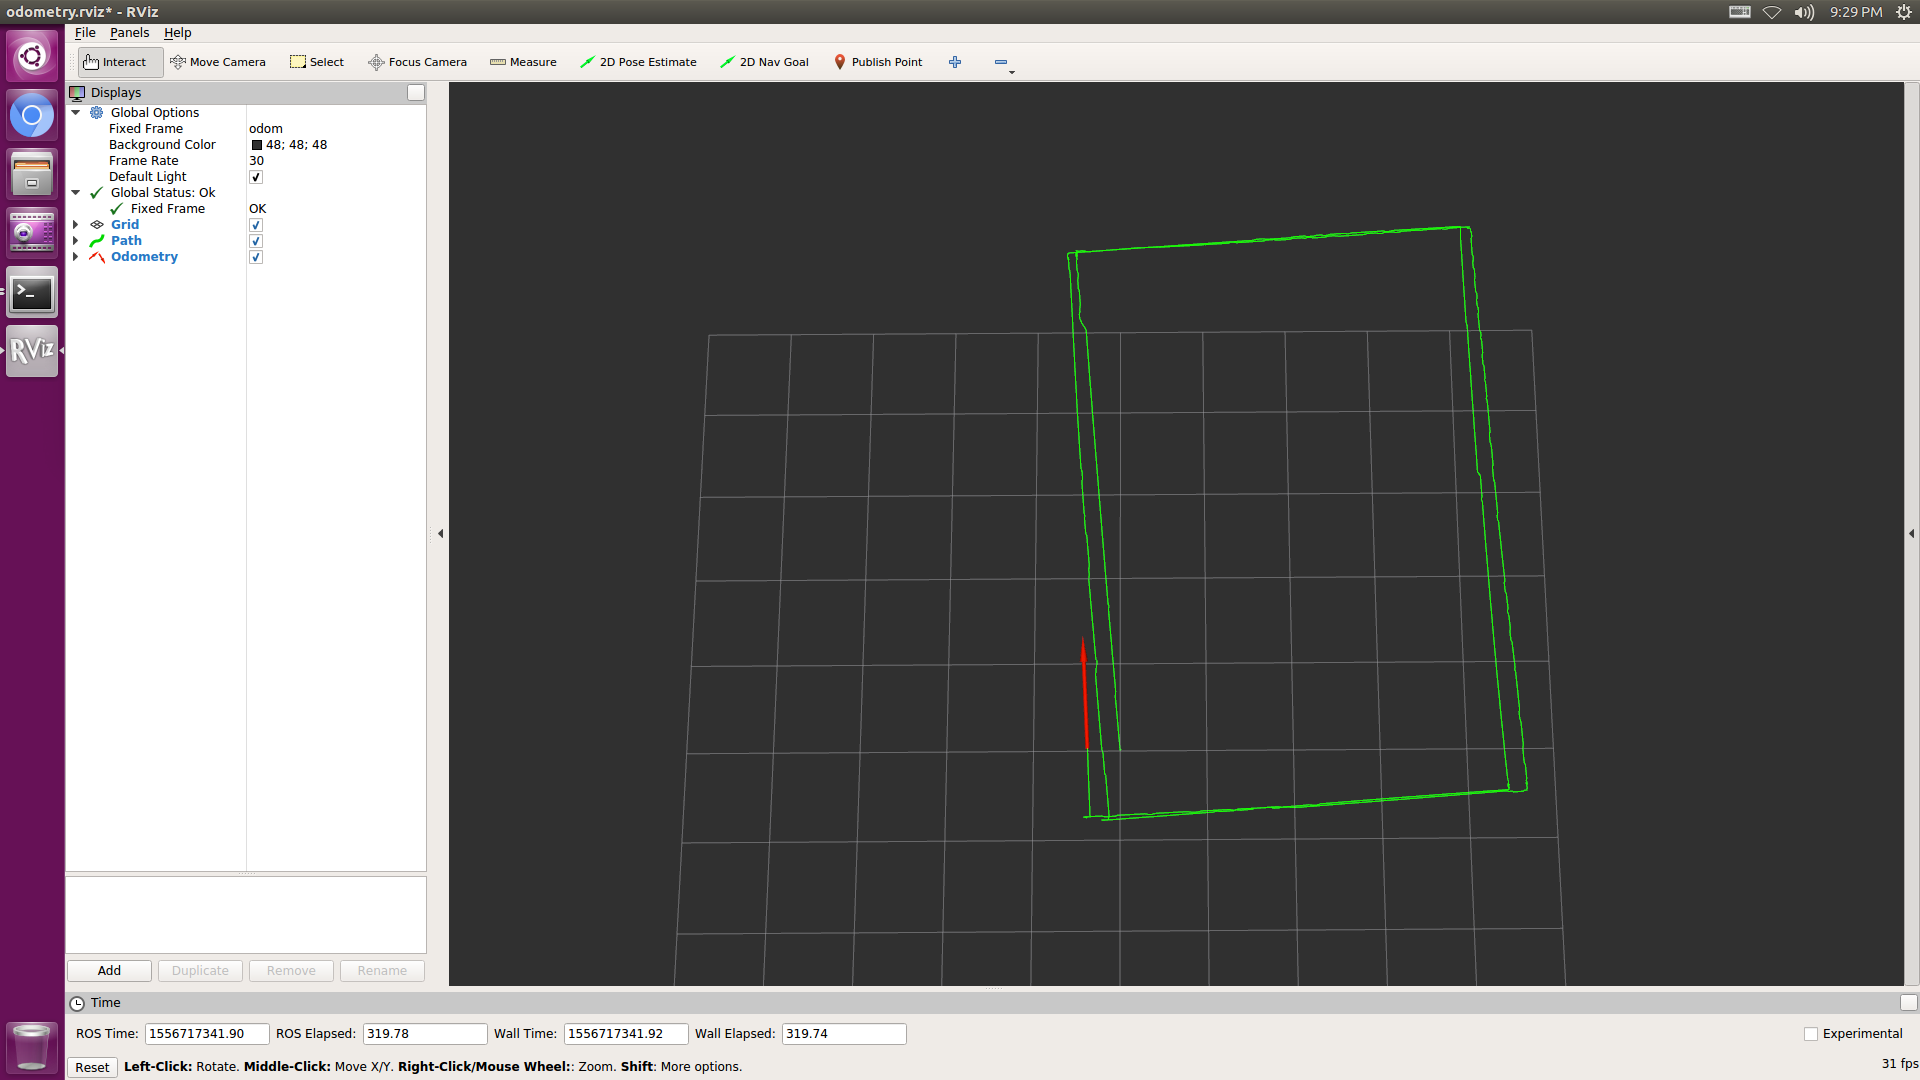 odometry.rviz* - RViz
9:29 PM
File Panels Help
Interact Move Camera Select Focus Camera Measure 2D Pose Estimate 2D Nav Goal Publish Point
Displays
Global Options
Fixed Frame odom
Background Color 48; 48; 48
Frame Rate 30
Default Light
Global Status: Ok
Fixed Frame OK
Grid
Path
Odometry
RViz
Add Duplicate Remove Rename
Time
ROS Time: 1556717341.90 ROS Elapsed: 319.78 Wall Time: 1556717341.92 Wall Elapsed: 319.74 Experimental
Reset Left-Click: Rotate. Middle-Click: Move X/Y. Right-Click/Mouse Wheel:: Zoom. Shift: More options. 31 fps